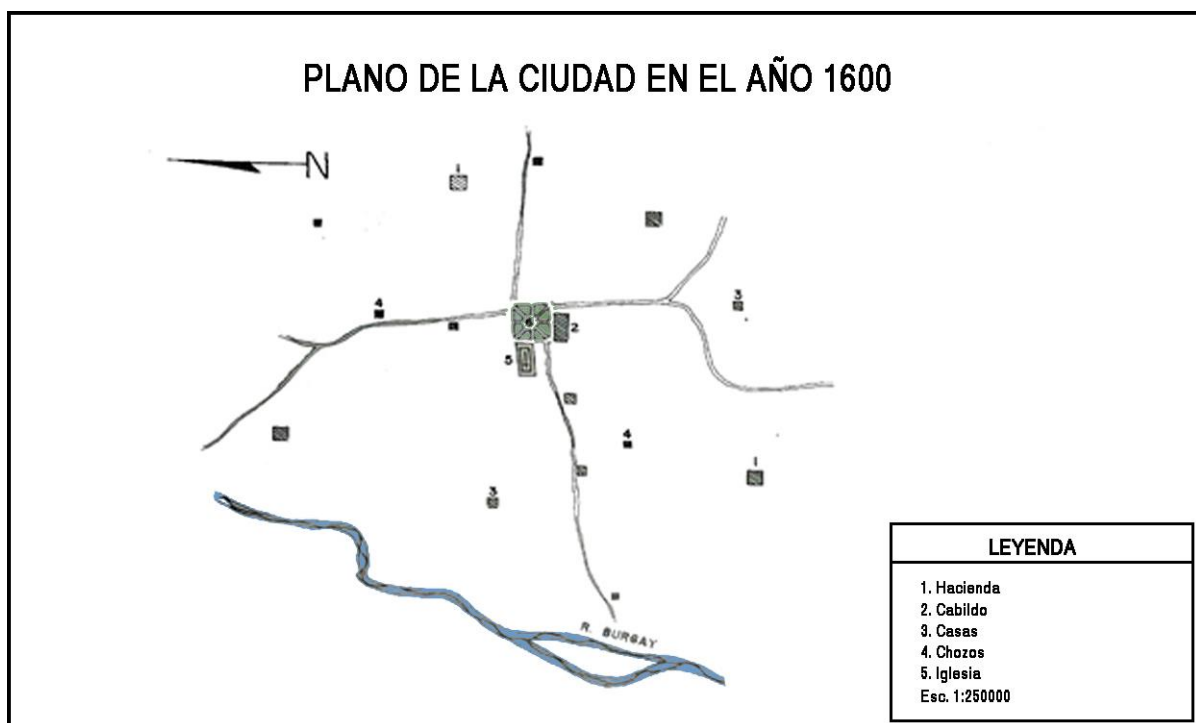 PLANO DE LA CIUDAD EN EL AÑO 1600
N
1
4
3
6
2
5
4
1
3
R. BURGAY
LEYENDA
1. Hacienda
2. Cabildo
3. Casas
4. Chozos
5. Iglesia
Esc. 1:250000